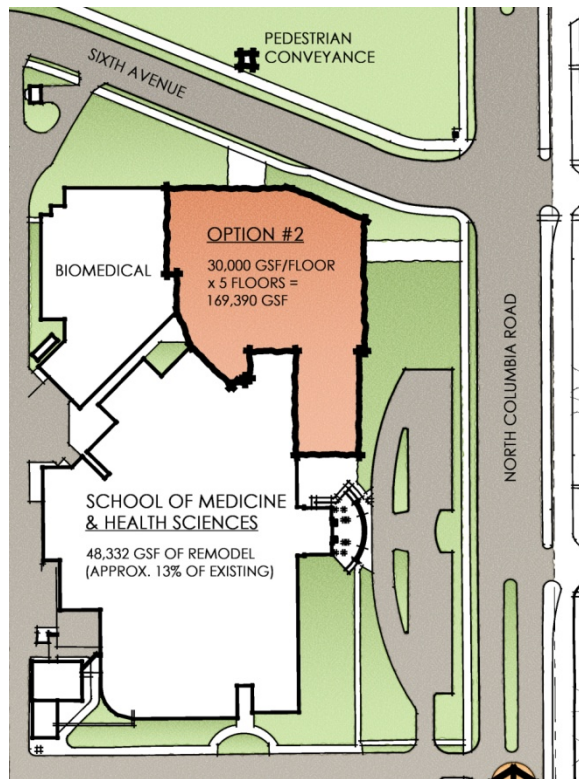 PEDESTRIAN
CONVEYANCE
SIXTH AVENUE
OPTION #2
30,000 GSF/FLOOR
x 5 FLOORS =
169,390 GSF
BIOMEDICAL
NORTH COLUMBIA ROAD
SCHOOL OF MEDICINE
& HEALTH SCIENCES
48,332 GSF OF REMODEL
(APPROX. 13% OF EXISTING)